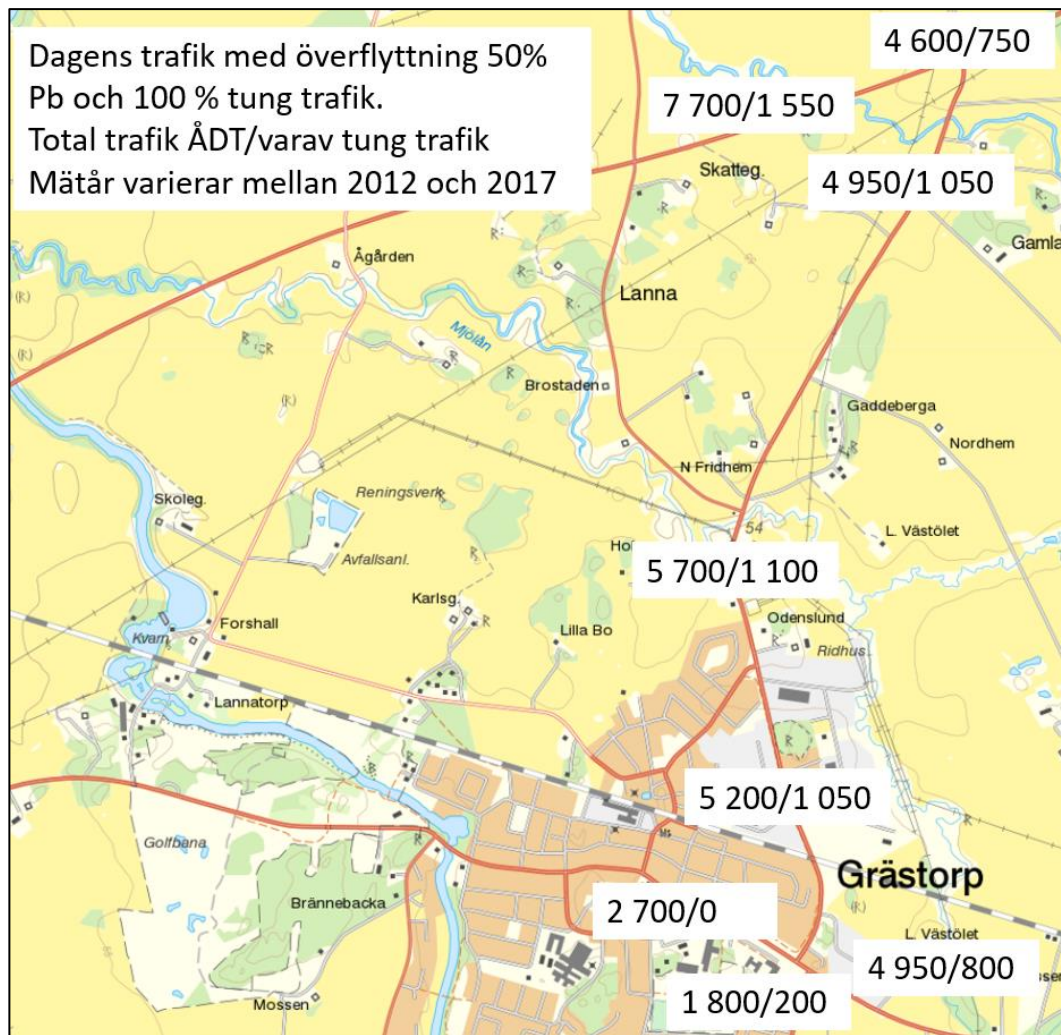 Dagens trafik med överflyttning 50%
Pb och 100 % tung trafik.
Total trafik ÅDT/varav tung trafik
Mätår varierar mellan 2012 och 2017
4 600/750
7 700/1 550
Skatteg.
4 950/1 050
Gamla
Ågården
Lanna
(R)
Mjölån
(R)
Brostaden
(R)
Gaddeberga
Nordhem
N Fridhem
Skoleg.
Reningsverk
54
L. Västölet
Avfallsanl.
5 700/1 100
Karlsg.
Forshall
Lilla Bo
Odenslund
Kvarn
Ridhus
Lannatorp
5 200/1 050
Golfbana
Grästorp
Brännebacka
2 700/0
(R)
L. Västölet
4 950/800
Mossen
1 800/200